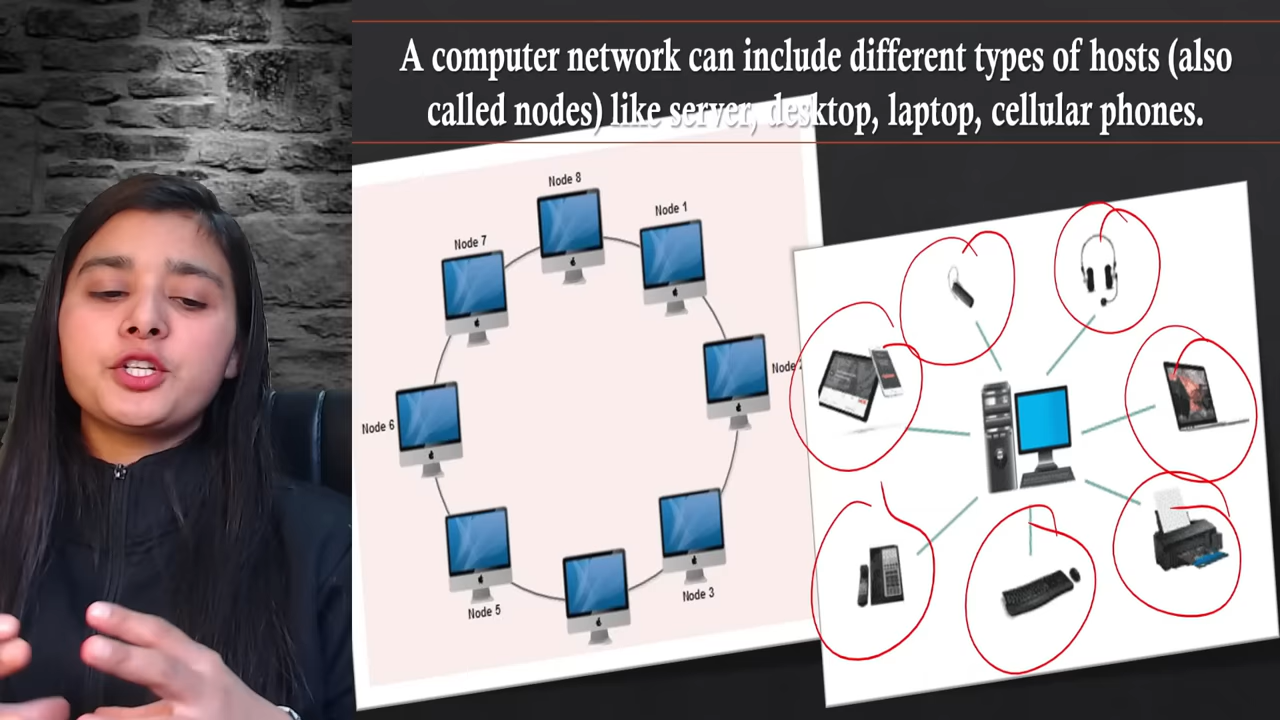 A computer network can include different types of hosts (also
called nodes) like server, desktop, laptop, cellular phones.
Node 8
Node 1
Node 7
Node
Node 6
Node 3
Node 5